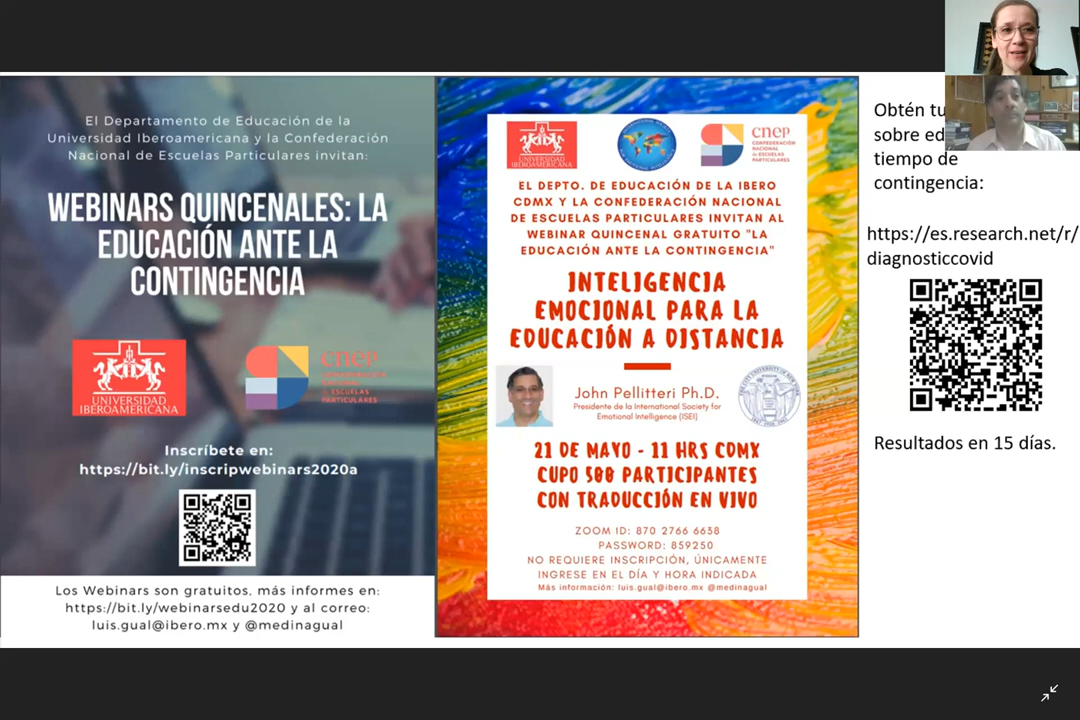 El Departamento de Educación de la
Universidad Iberoamericana y la Confederación
Nacional de Escuelas Particulares invitan:
WEBINARS QUINCENALES: LA
EDUCACIÓN ANTE LA
CONTINGENCIA
UNIVERSIDAD
IBEROAMERICANA
cnep
CONFEDERACIÓN
NACIONAL
DE ESCUELAS
PARTICULARES
Inscríbete en:
https://bit.ly/inscripwebinars2020a
Los Webinars son gratuitos, más informes en:
https://bit.ly/webinarsedu2020 y al correo:
luis.gual@ibero.mx y @medinagual
UNIVERSIDAD
IBEROAMERICANA
cnep
CONFEDERACIÓN
NACIONAL
DE ESCUELAS
PARTICULARES
EL DEPTO. DE EDUCACIÓN DE LA IBERO
CDMX Y LA CONFEDERACIÓN NACIONAL
DE ESCUELAS PARTICULARES INVITAN AL
WEBINAR QUINCENAL GRATUITO "LA
EDUCACIÓN ANTE LA CONTINGENCIA"
INTELIGENCIA
EMOCIONAL PARA LA
EDUCACIÓN A DISTANCIA
John Pellitteri Ph.D.
Presidente de la International Society for
Emotional Intelligence (ISEI)
21 DE MAYO - 11 HRS CDMX
CUPO 500 PARTICIPANTES
CON TRADUCCIÓN EN VIVO
ZOOM ID: 870 2766 6638
PASSWORD: 859250
NO REQUIERE INSCRIPCIÓN, ÚNICAMENTE
INGRESE EN EL DÍA Y HORA INDICADA
Más información: luis.gual@ibero.mx @medinagual
Obtén tu
sobre ed
tiempo de
contingencia:
https://es.research.net/r/
diagnosticcovid
Resultados en 15 días.